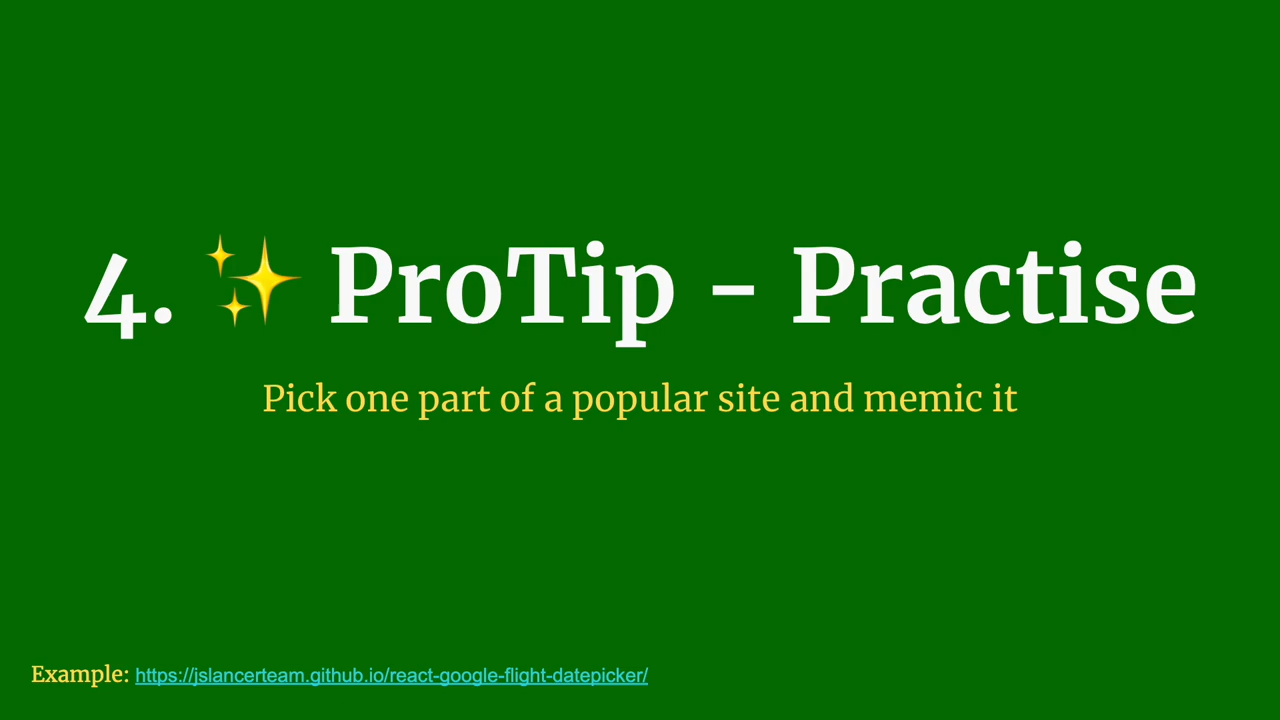 4. ✨ ProTip - Practise
Pick one part of a popular site and memic it
Example: https://jslancerteam.github.io/react-google-flight-datepicker/